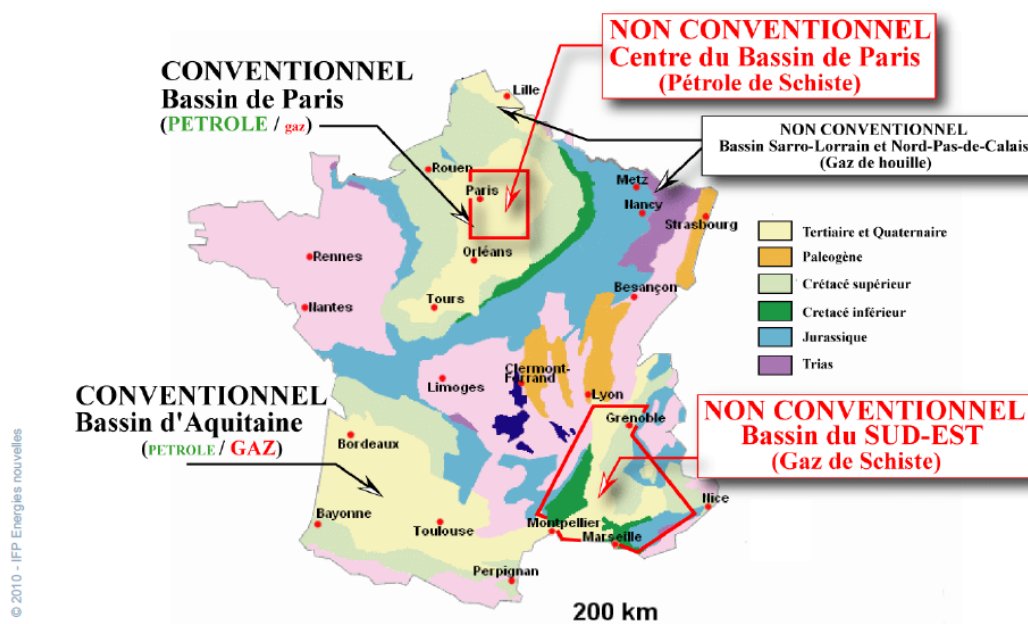 NON CONVENTIONNEL
Centre du Bassin de Paris
(Pétrole de Schiste)
CONVENTIONNEL
Bassin de Paris
(PETROLE / gaz)
NON CONVENTIONNEL
Bassin Sarro-Lorrain et Nord-Pas-de-Calais
(Gaz de houille)
Lille
Rouen
Paris
Metz
Nancy
Strasbourg
Orléans
Rennes
Nantes
Tours
Besançon
Tertiaire et Quaternaire
Paleogène
Crétacé supérieur
Cretacé inférieur
Jurassique
Trias
Limoges
Clermont-
Ferrand
Lyon
Grenoble
CONVENTIONNEL
Bassin d'Aquitaine
(PETROLE / GAZ)
NON CONVENTIONNEL
Bassin du SUD-EST
(Gaz de Schiste)
Bordeaux
Bayonne
Toulouse
Montpellier
Marseille
Nice
Perpignan
200 km
© 2010 - IFP Energies nouvelles